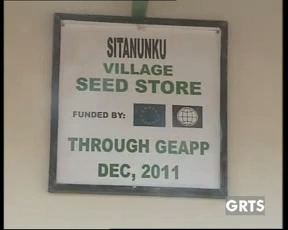 SITANUNKU
VILLAGE
SEED STORE
FUNDED BY:
THROUGH GEAPP
DEC, 2011
GRTS